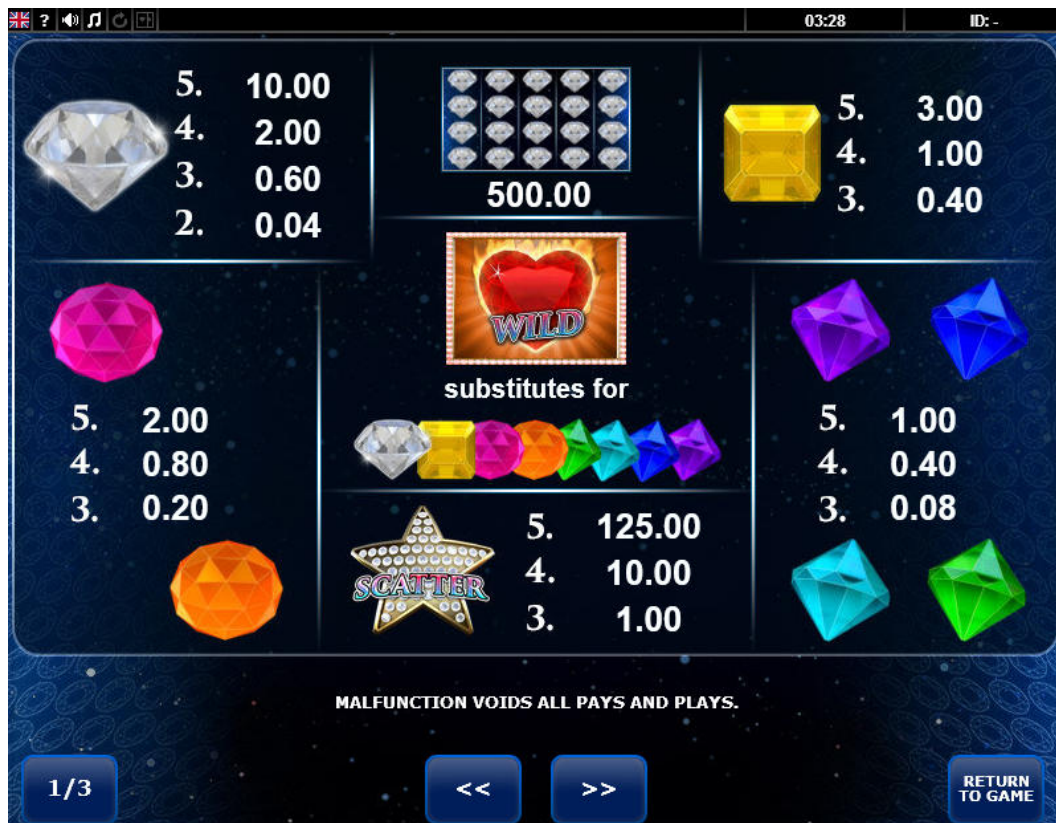 ? 03:28 ID: -
5. 10.00
4. 2.00
3. 0.60
2. 0.04
500.00
5. 3.00
4. 1.00
3. 0.40
WILD
substitutes for
5. 2.00
4. 0.80
3. 0.20
5. 1.00
4. 0.40
3. 0.08
SCATTER
5. 125.00
4. 10.00
3. 1.00
MALFUNCTION VOIDS ALL PAYS AND PLAYS.
1/3
<< >>
RETURN
TO GAME